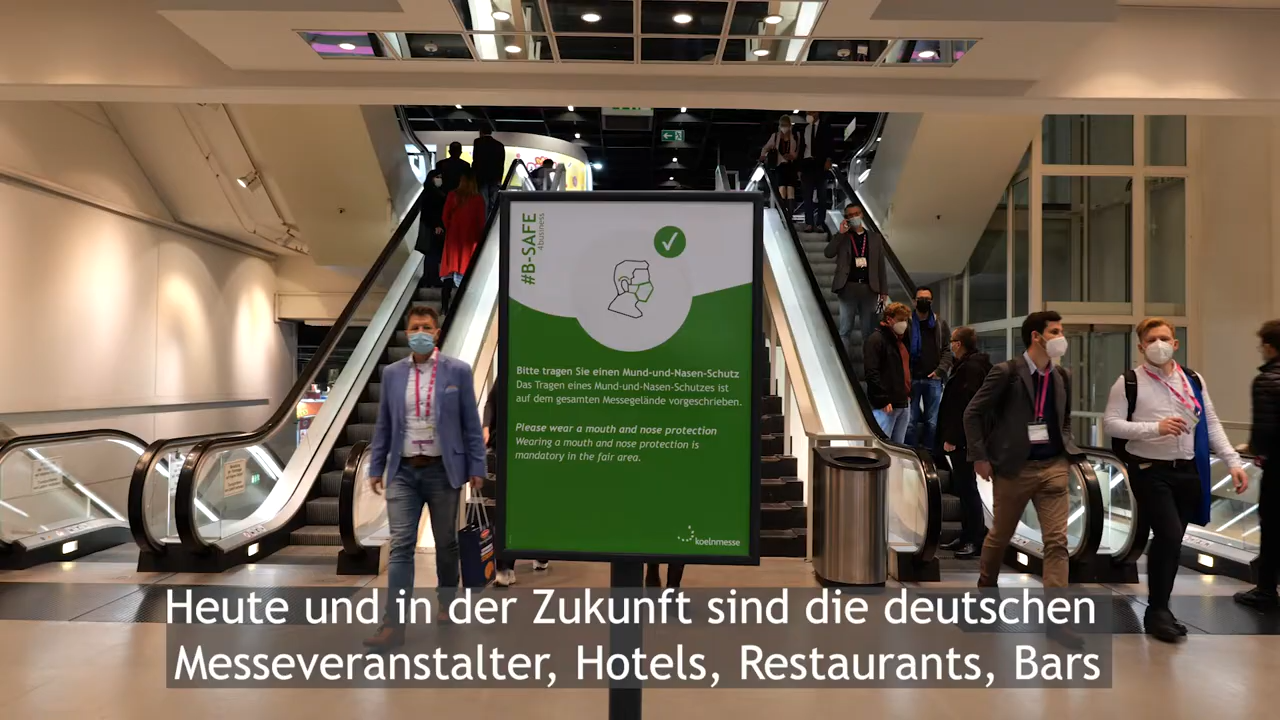 #B-SAFE
4business
Bitte tragen Sie einen Mund-und-Nasen-Schutz
Das Tragen eines Mund-und-Nasen-Schutzes ist
auf dem gesamten Messegelände vorgeschrieben.
Please wear a mouth and nose protection
Wearing a mouth and nose protection is
mandatory in the fair area.
koelnmesse
Heute und in der Zukunft sind die deutschen
Messeveranstalter, Hotels, Restaurants, Bars